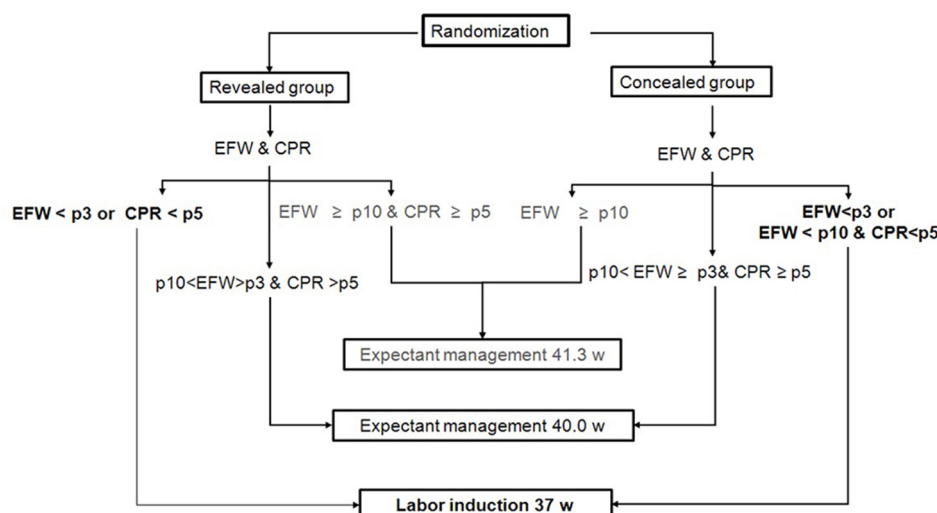 Randomization
Revealed group
Concealed group
EFW & CPR
EFW & CPR
EFW < p3 or CPR < p5
EFW ≥ p10 & CPR ≥ p5
EFW ≥ p10
EFW<p3 or
EFW < p10 & CPR<p5
p10<EFW>p3 & CPR >p5
p10< EFW ≥ p3& CPR ≥ p5
Expectant management 41.3 w
Expectant management 40.0 w
Labor induction 37 w